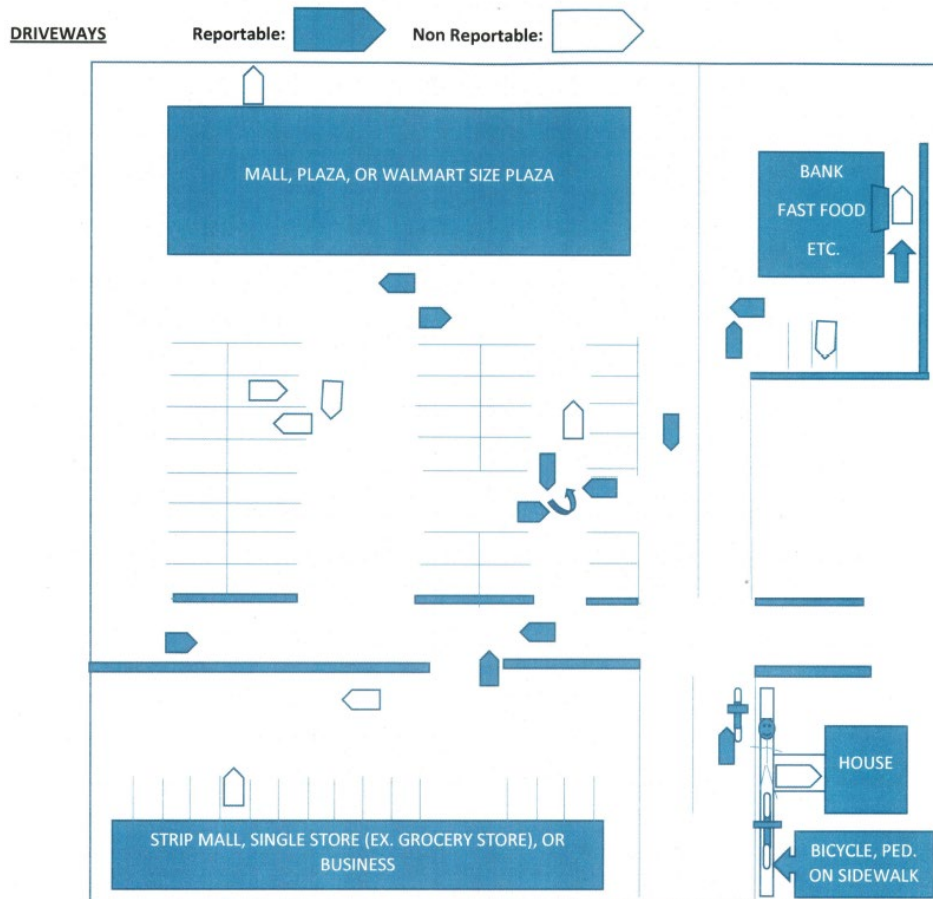 DRIVEWAYS Reportable: Non Reportable:
MALL, PLAZA, OR WALMART SIZE PLAZA
BANK
FAST FOOD
ETC.
HOUSE
STRIP MALL, SINGLE STORE (EX. GROCERY STORE), OR
BUSINESS
BICYCLE, PED.
ON SIDEWALK